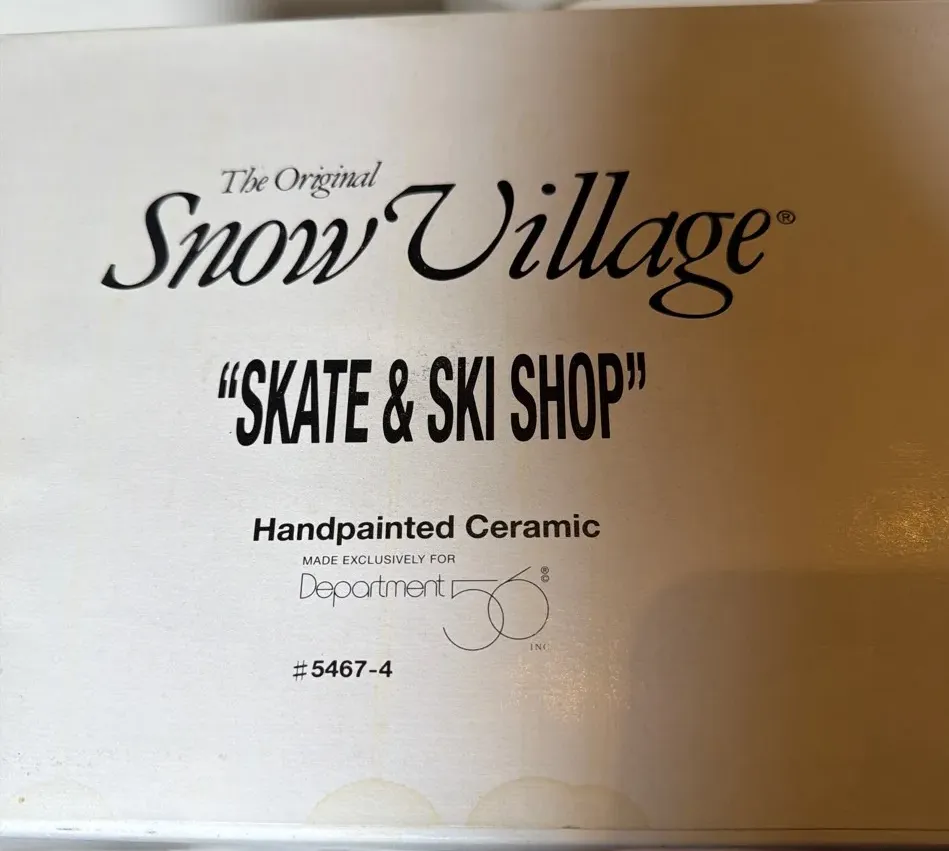 The Original
Snow Village®
“SKATE & SKI SHOP”
Handpainted Ceramic
MADE EXCLUSIVELY FOR
Department 56 ®©
INC
#5467-4